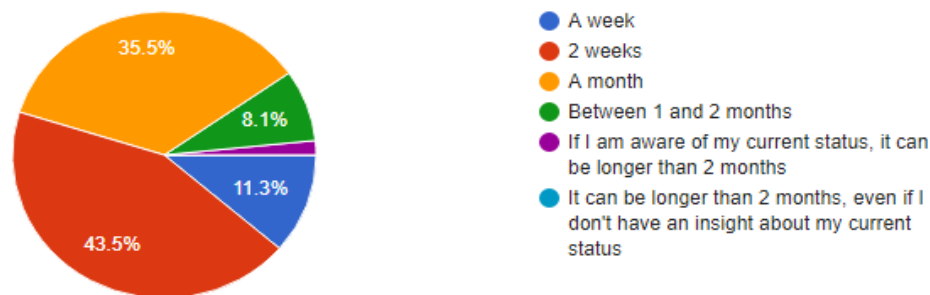 35.5%
8.1%
11.3%
43.5%
A week
2 weeks
A month
Between 1 and 2 months
If I am aware of my current status, it can
be longer than 2 months
It can be longer than 2 months, even if I
don't have an insight about my current
status